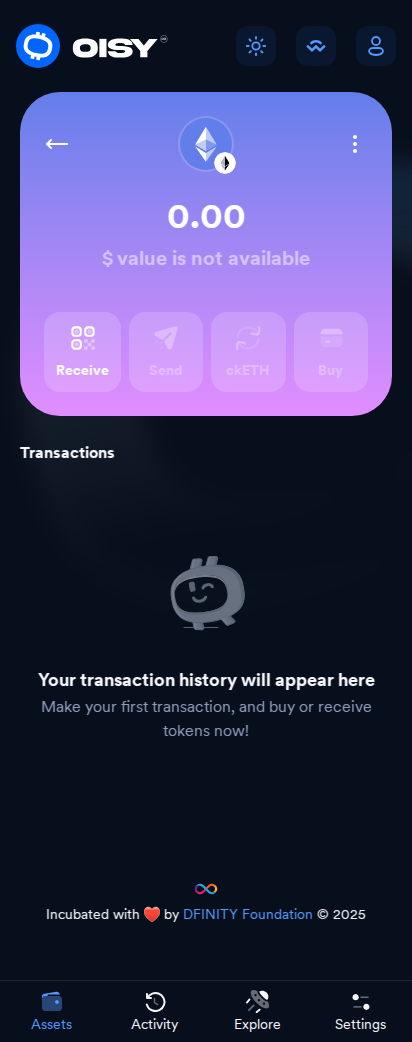 OISY
0.00
$ value is not available
Receive
Send
ckETH
Buy
Transactions
Your transaction history will appear here
Make your first transaction, and buy or receive
tokens now!
Incubated with ❤️ by DFINITY Foundation © 2025
Assets
Activity
Explore
Settings